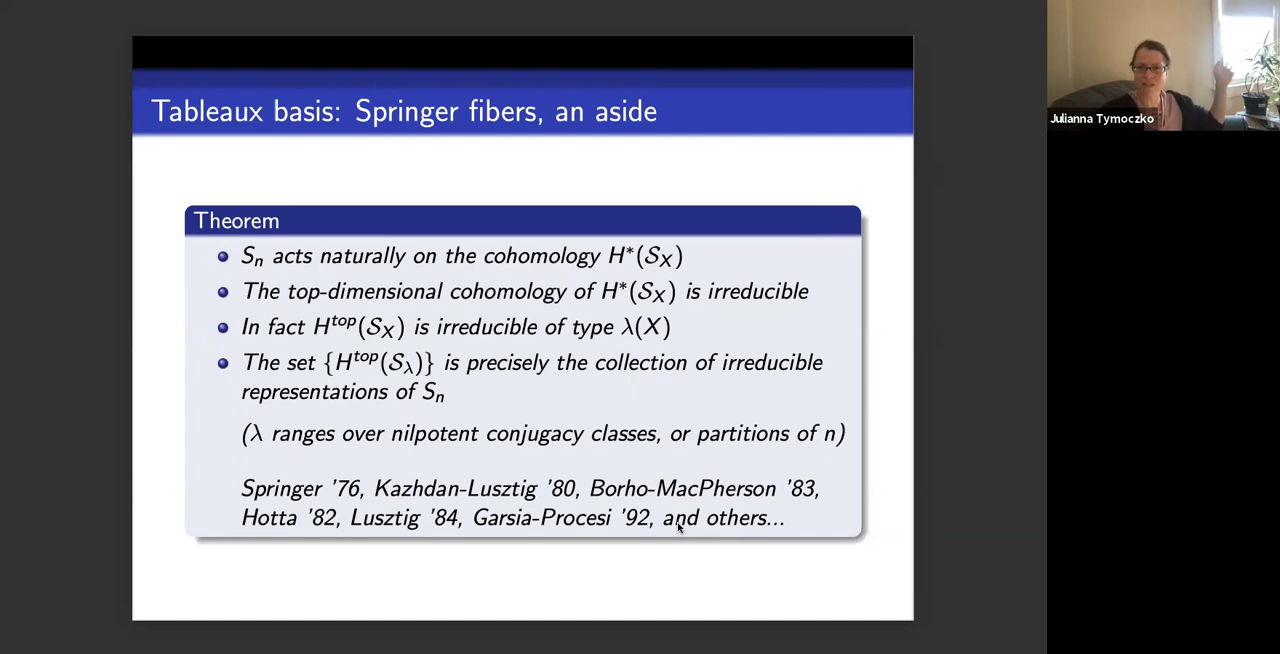 Tableaux basis: Springer fibers, an aside
Theorem
S_n acts naturally on the cohomology H*(𝒮_X)
The top-dimensional cohomology of H*(𝒮_X) is irreducible
In fact H^top(𝒮_X) is irreducible of type λ(X)
The set {H^top(𝒮_λ)} is precisely the collection of irreducible
representations of S_n
(λ ranges over nilpotent conjugacy classes, or partitions of n)
Springer '76, Kazhdan-Lusztig '80, Borho-MacPherson '83,
Hotta '82, Lusztig '84, Garsia-Procesi '92, and others...
Julianna Tymoczko